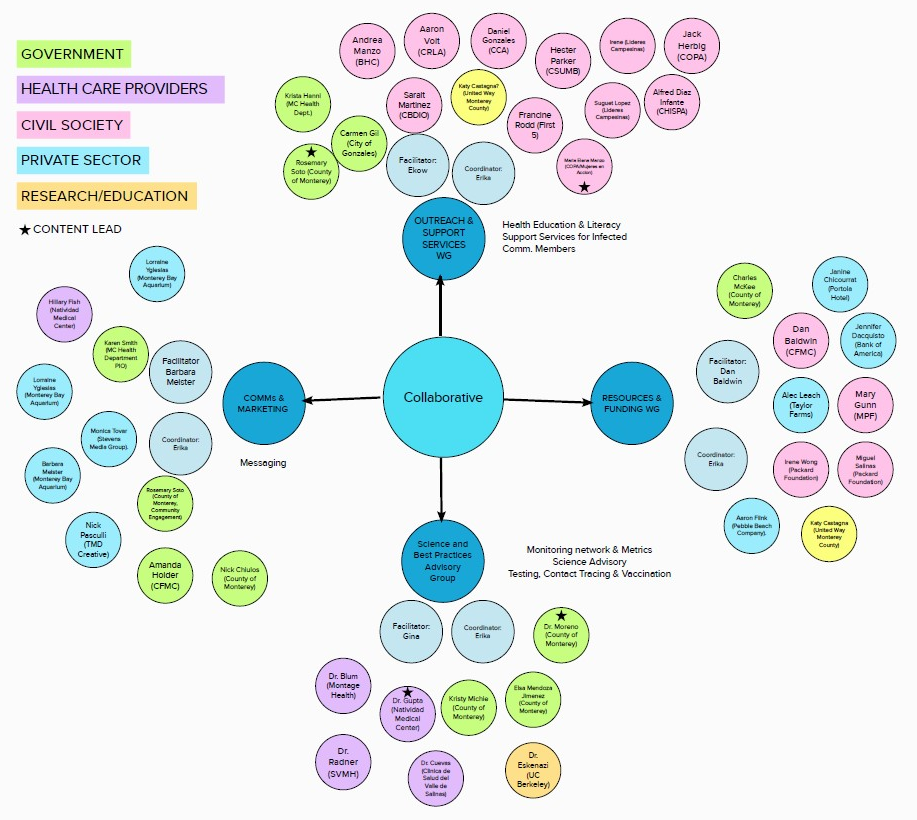 GOVERNMENT
HEALTH CARE PROVIDERS
CIVIL SOCIETY
PRIVATE SECTOR
RESEARCH/EDUCATION
★ CONTENT LEAD
Andrea
Manzo
(BHC)
Aaron
Voit
(CRLA)
Daniel
Gonzales
(CCA)
Hester
Parker
(CSUMB)
Irene (Lideres
Campesinas)
Jack
Herbig
(COPA)
Krista Hanni
(MC Health
Dept.)
Sarait
Martinez
(CBDIO)
Katy Castagna?
(United Way
Monterey
County)
Francine
Rodd (First
5)
Suguet Lopez
(Lideres
Campesinas)
Alfred Diaz
Infante
(CHISPA)
Carmen Gil
(City of
Gonzales)
★
Rosemary
Soto (County
of Monterey)
Facilitator:
Ekow
Coordinator:
Erika
Maria Elena Manzo
(COPA/Mujeres en
Accion)
★
OUTREACH &
SUPPORT
SERVICES
WG
Health Education & Literacy
Support Services for Infected
Comm. Members
Lorraine
Yglesias
(Monterey Bay
Aquarium)
Hillary Fish
(Natividad
Medical
Center)
Karen Smith
(MC Health
Department
PIO)
Facilitator
Barbara
Meister
Lorraine
Yglesias
(Monterey Bay
Aquarium)
Monica Tovar
(Stevens
Media Group).
Coordinator:
Erika
Barbara
Meister
(Monterey Bay
Aquarium)
Rosemary Soto
(County of
Monterey,
Community
Engagement)
Nick
Pasculli
(TMD
Creative)
Amanda
Holder
(CFMC)
Nick Chiulos
(County of
Monterey)
COMMs &
MARKETING
Messaging
Collaborative
RESOURCES &
FUNDING WG
Charles
McKee
(County of
Monterey)
Janine
Chicourrat
(Portola
Hotel)
Dan
Baldwin
(CFMC)
Jennifer
Dacquisto
(Bank of
America)
Facilitator:
Dan
Baldwin
Alec Leach
(Taylor
Farms)
Mary
Gunn
(MPF)
Coordinator:
Erika
Irene Wong
(Packard
Foundation)
Miguel
Salinas
(Packard
Foundation)
Aaron Flink
(Pebble Beach
Company).
Katy Castagna
(United Way
Monterey
County)
Science and
Best Practices
Advisory
Group
Monitoring network & Metrics
Science Advisory
Testing, Contact Tracing & Vaccination
Facilitator:
Gina
Coordinator:
Erika
★
Dr. Moreno
(County of
Monterey)
Dr. Blum
(Montage
Health)
★
Dr. Gupta
(Natividad
Medical
Center)
Kristy Michie
(County of
Monterey)
Elsa Mendoza
Jimenez
(County of
Monterey)
Dr.
Radner
(SVMH)
Dr. Cuevas
(Clinica de
Salud del
Valle de
Salinas)
Dr.
Eskenazi
(UC
Berkeley)